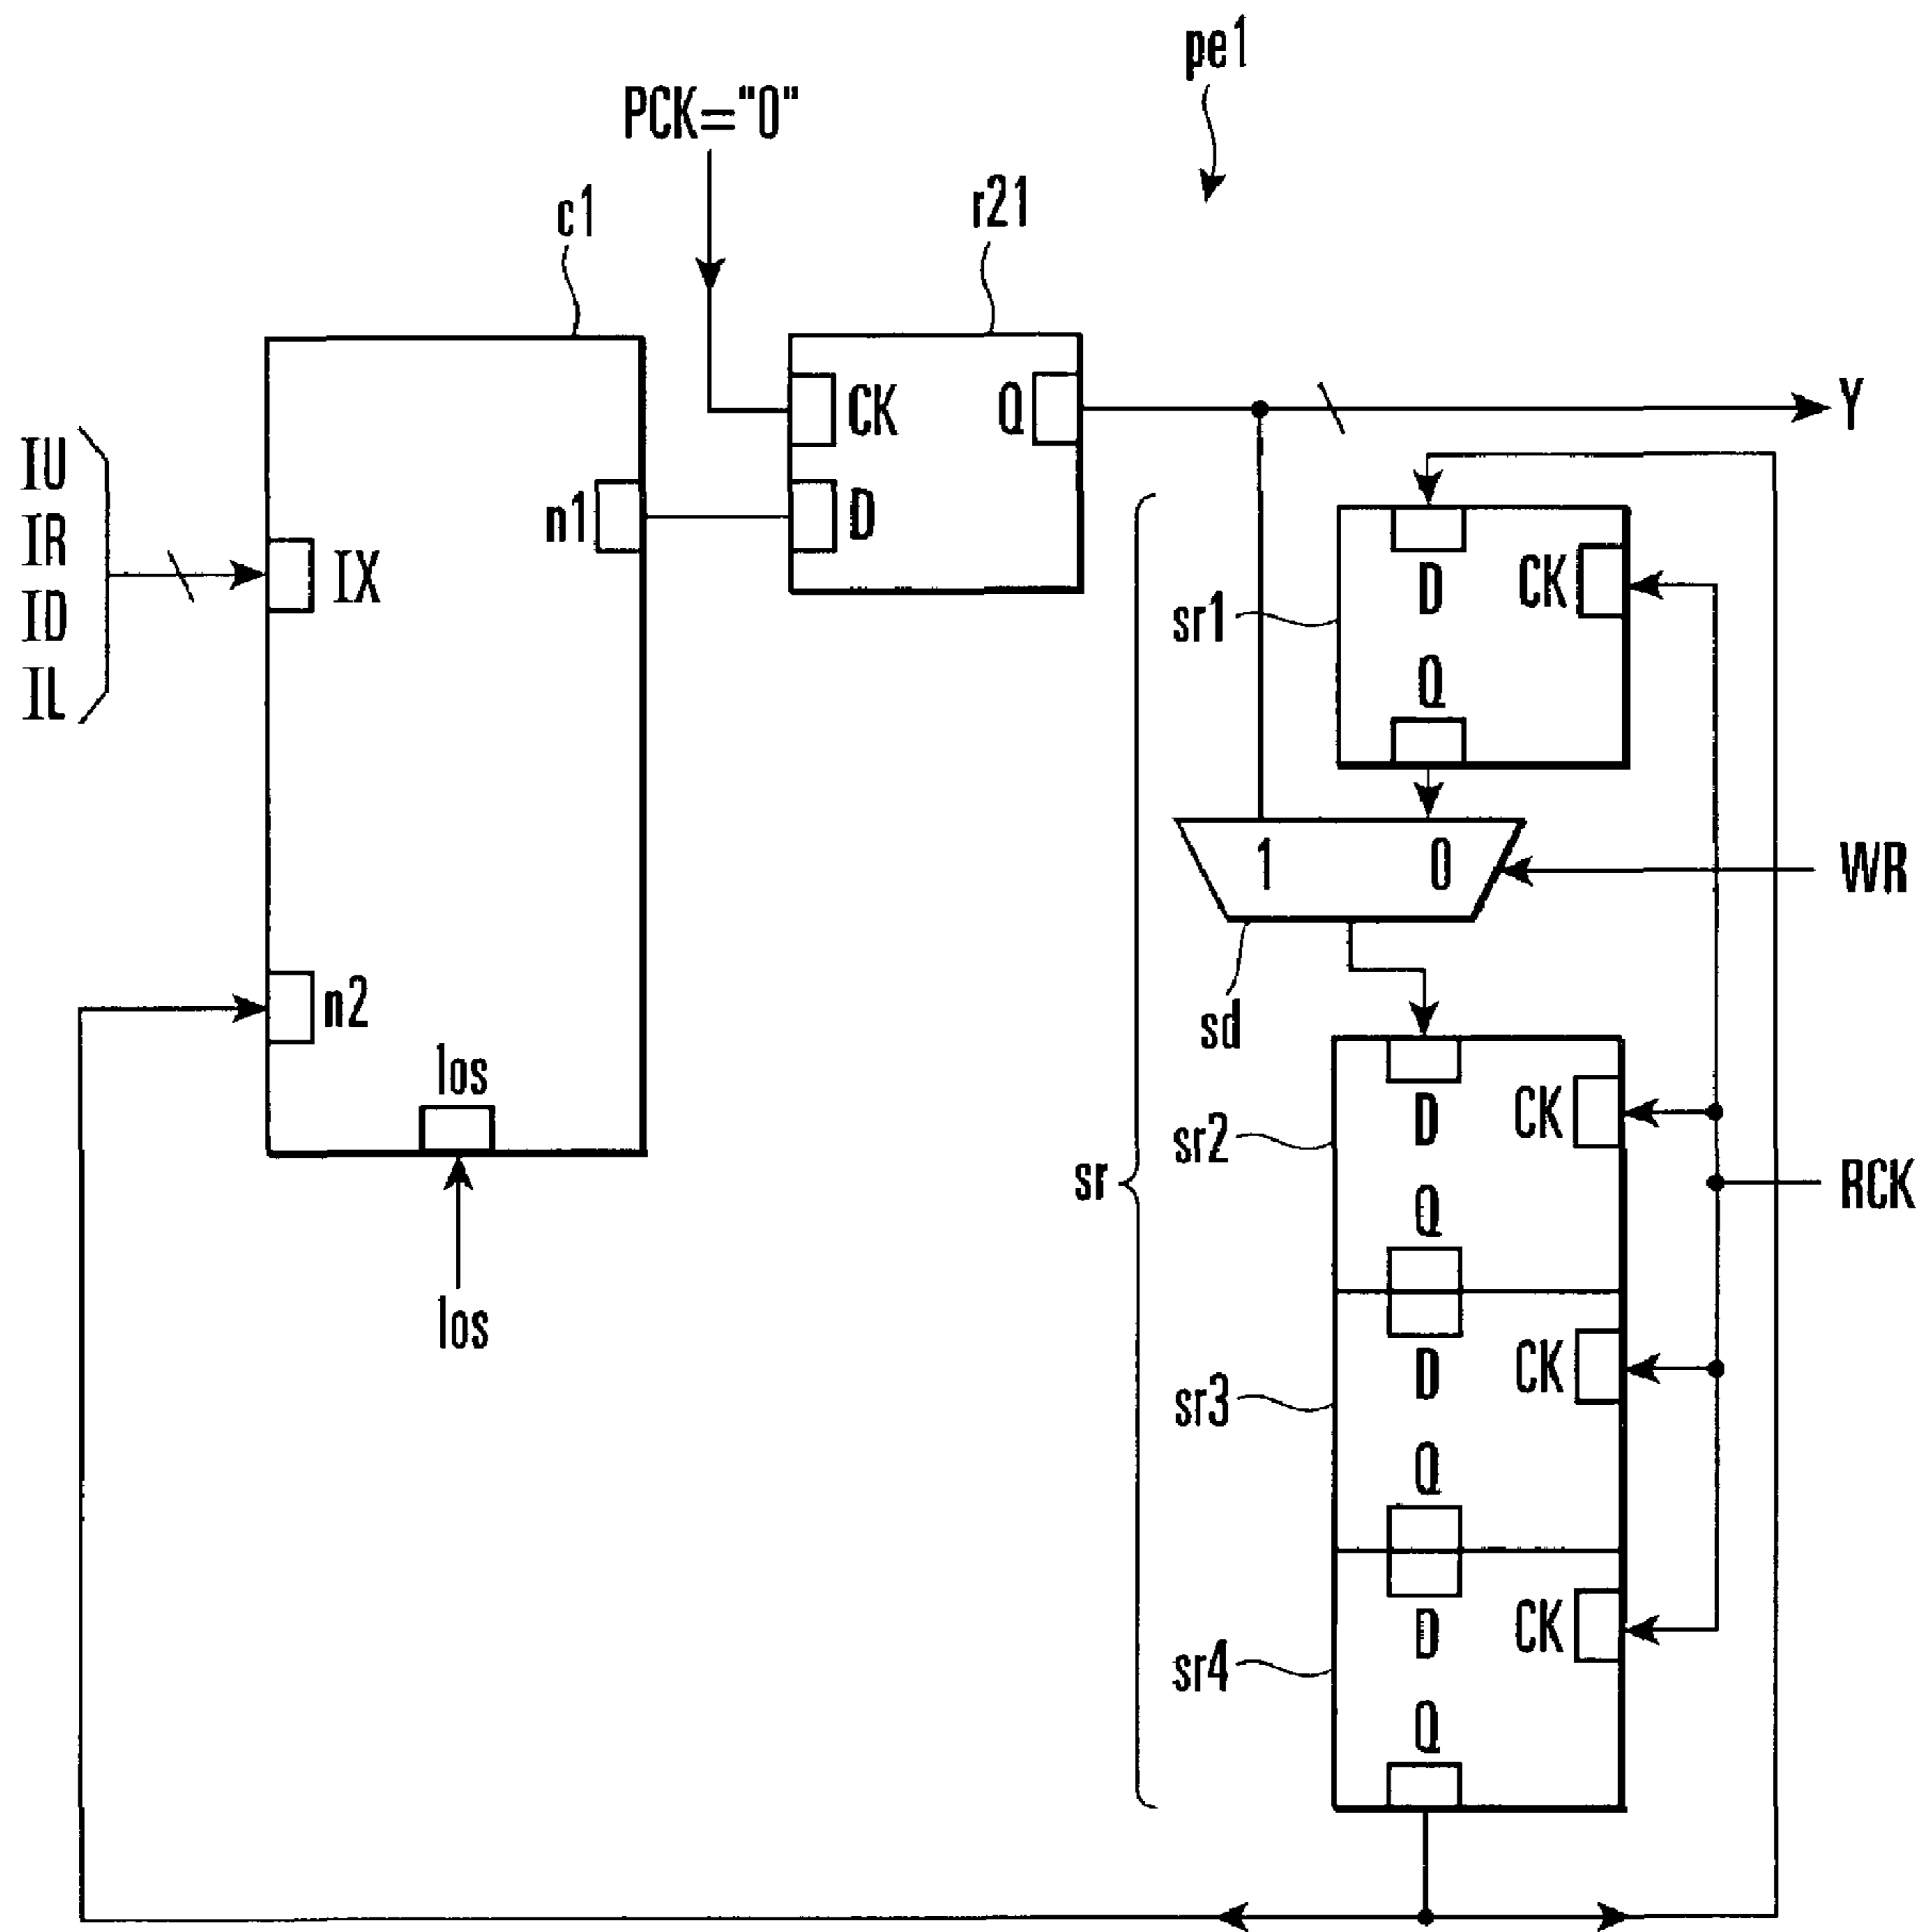 pe1
PCK="0"
c1
r21
CK
Q
Y
IU
IR
ID
IL
n1
D
IX
D
CK
sr1
Q
1
0
WR
n2
sd
los
D
CK
sr2
sr
RCK
Q
los
D
CK
sr3
Q
D
CK
sr4
Q